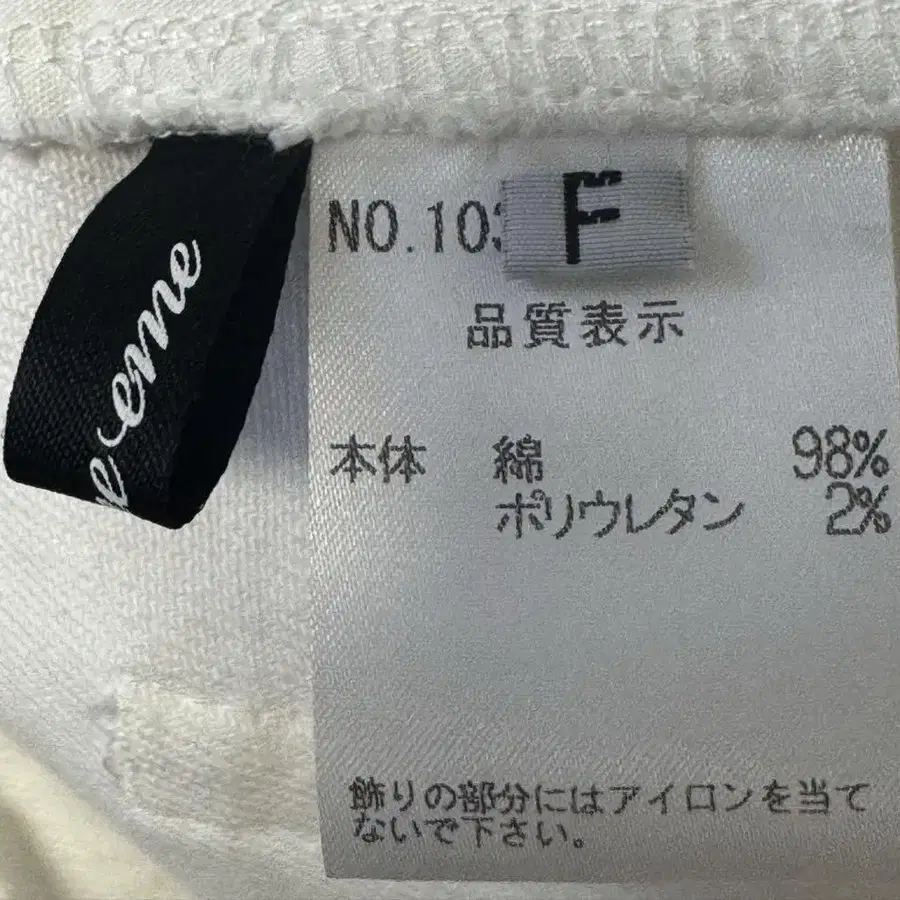 eme
NO.103
F
品質表示
本体 綿 98%
ポリウレタン 2%
飾りの部分にはアイロンを当て
ないで下さい。